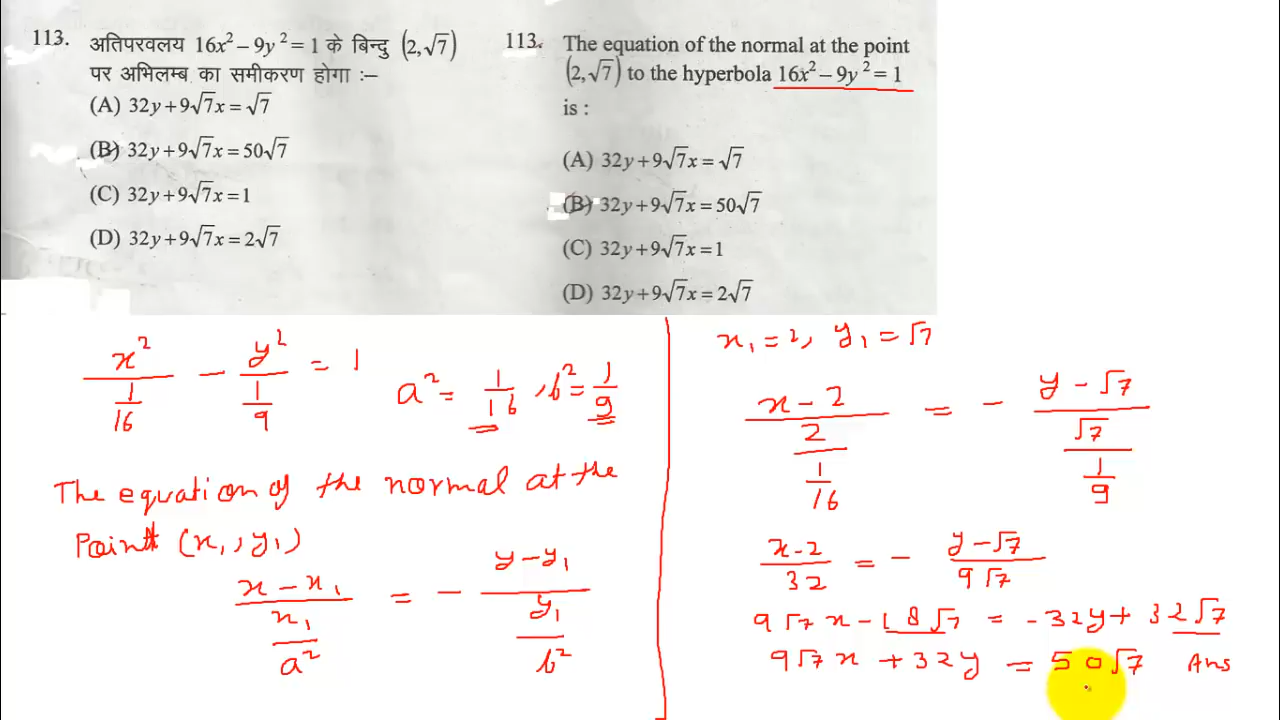 113. अतिपरवलय 16x² – 9y² = 1 के बिन्दु (2,√7)
पर अभिलम्ब का समीकरण होगा :–
(A) 32y + 9√7x = √7
(B) 32y + 9√7x = 50√7
(C) 32y + 9√7x = 1
(D) 32y + 9√7x = 2√7
113. The equation of the normal at the point
(2,√7) to the hyperbola 16x² – 9y² = 1
is :
(A) 32y + 9√7x = √7
(B) 32y + 9√7x = 50√7
(C) 32y + 9√7x = 1
(D) 32y + 9√7x = 2√7
x²/(1/16) – y²/(1/9) = 1
a² = 1/16, b² = 1/9
The equation of the normal at the
Point (x₁, y₁)
(x – x₁)/(x₁/a²) = – (y – y₁)/(y₁/b²)
x₁ = 2, y₁ = √7
(x – 2)/(2/(1/16)) = – (y – √7)/(√7/(1/9))
(x – 2)/32 = – (y – √7)/(9√7)
9√7x – 18√7 = –32y + 32√7
9√7x + 32y = 50√7 Ans